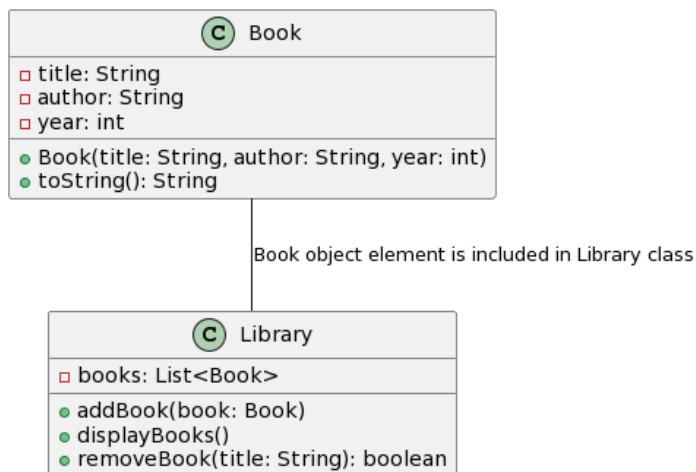 C Book
title: String
author: String
year: int
Book(title: String, author: String, year: int)
toString(): String
Book object element is included in Library class
C Library
books: List<Book>
addBook(book: Book)
displayBooks()
removeBook(title: String): boolean